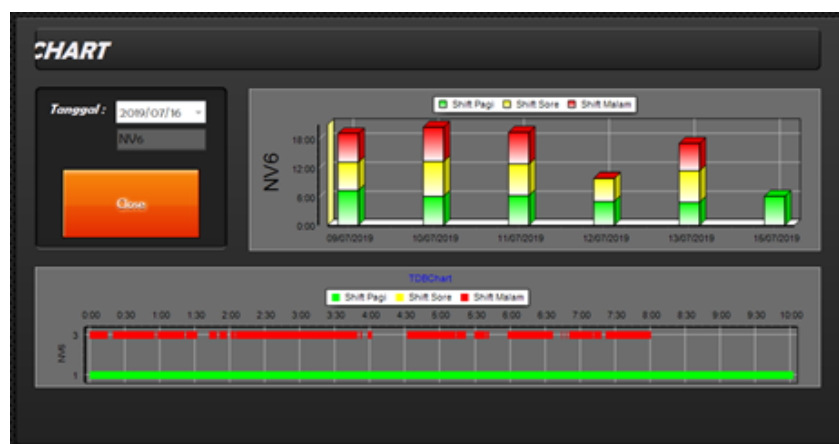 CHART
Tanggal :
2019/07/16
NV6
Close
Shift Pagi Shift Sore Shift Malam
NV6
18:00
12:00
6:00
0:00
09/07/2019 10/07/2019 11/07/2019 12/07/2019 13/07/2019 15/07/2019
TDBChart
Shift Pagi Shift Sore Shift Malam
0:00 0:30 1:00 1:30 2:00 2:30 3:00 3:30 4:00 4:30 5:00 5:30 6:00 6:30 7:00 7:30 8:00 8:30 9:00 9:30 10:00
3
NV6
1